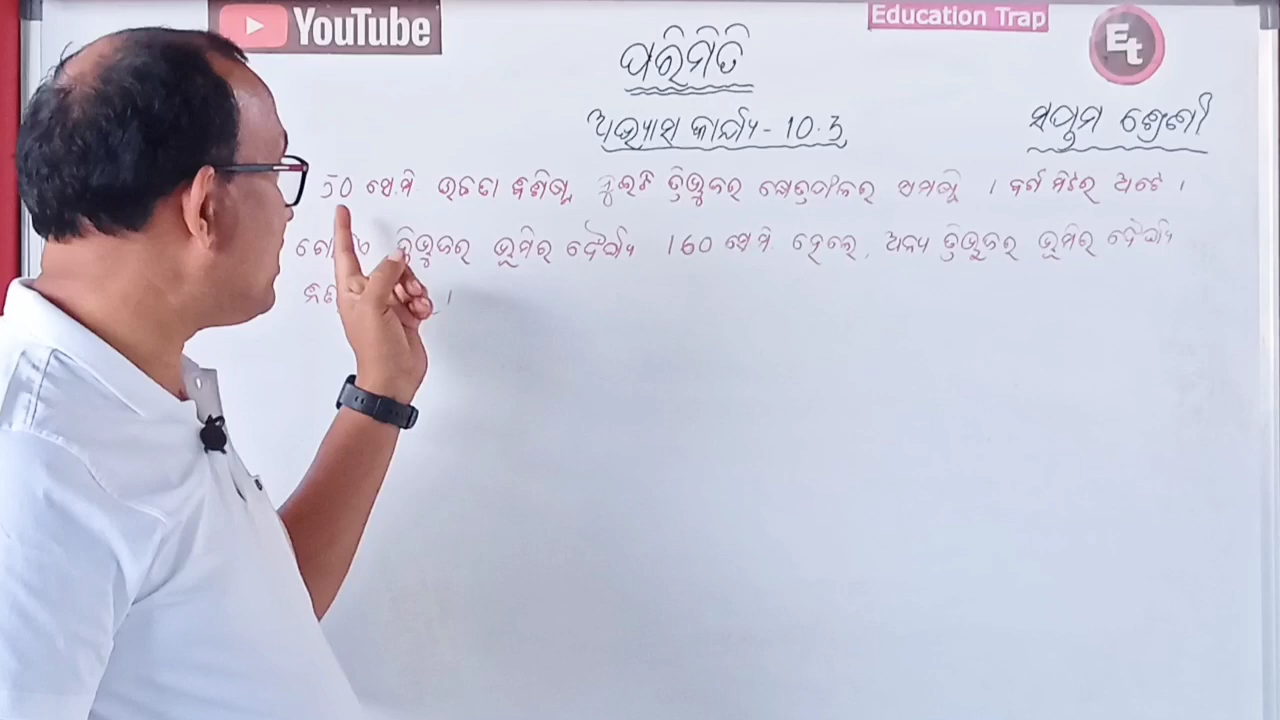 YouTube
Education Trap
Et
ପରିମିତି
ଅଭ୍ୟାସ କାର୍ଯ୍ୟ - 10.3
ସପ୍ତମ ଶ୍ରେଣୀ
50 ସେ.ମି ଉଚ୍ଚତା ବିଶିଷ୍ଟ ଦୁଇଟି ତ୍ରିଭୁଜର କ୍ଷେତ୍ରଫଳର ସମଷ୍ଟି 1 ବର୍ଗ ମିଟର ଅଟେ ।
ତ୍ରିଭୁଜର ଭୂମିର ଦୈର୍ଘ୍ୟ 160 ସେ.ମି. ହେଲେ, ଅନ୍ୟ ତ୍ରିଭୁଜର ଭୂମିର ଦୈର୍ଘ୍ୟ
।